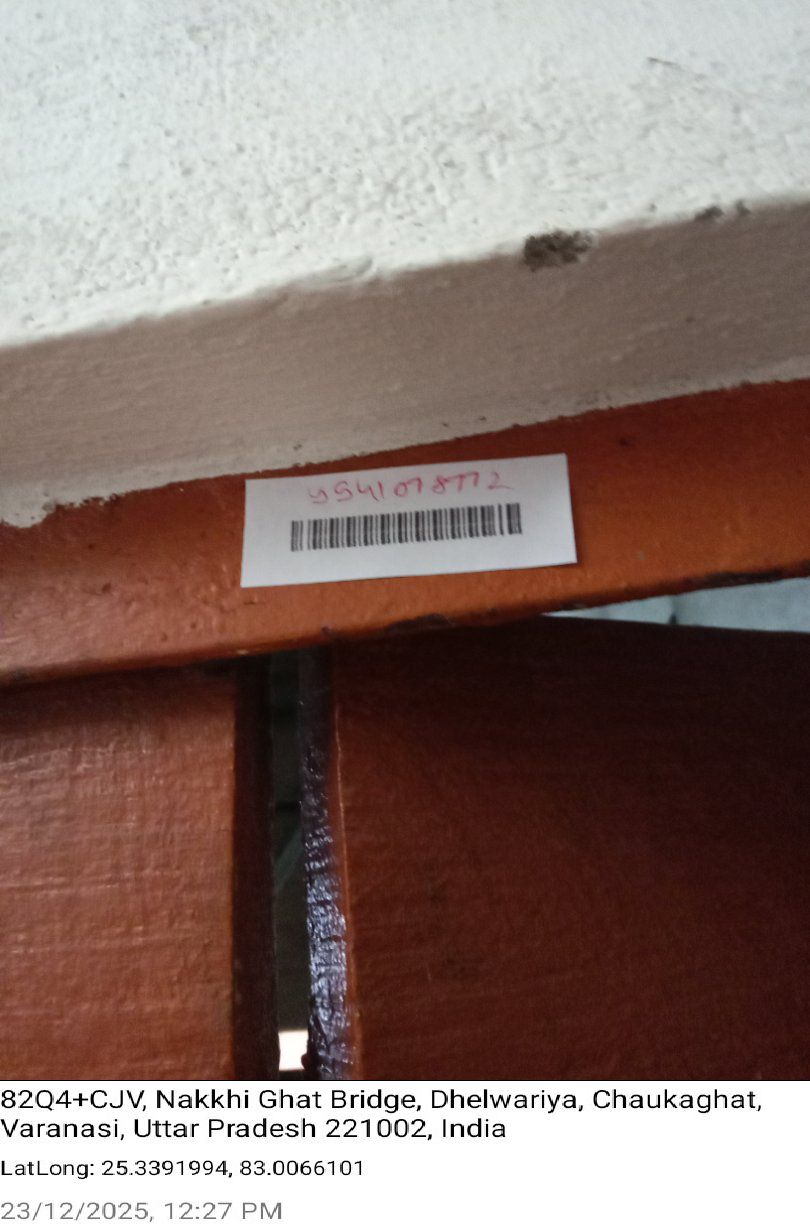 9541078772
82Q4+CJV, Nakkhi Ghat Bridge, Dhelwariya, Chaukaghat,
Varanasi, Uttar Pradesh 221002, India
LatLong: 25.3391994, 83.0066101
23/12/2025, 12:27 PM